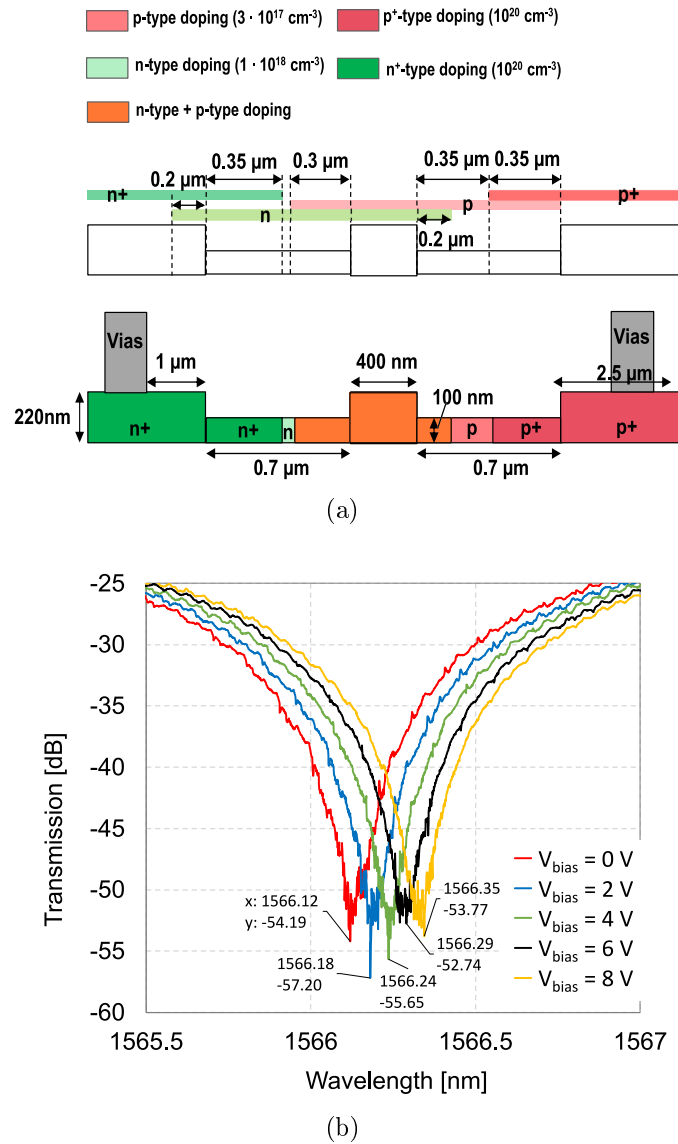 p-type doping (3 · 10¹⁷ cm⁻³) p⁺-type doping (10²⁰ cm⁻³)
n-type doping (1 · 10¹⁸ cm⁻³) n⁺-type doping (10²⁰ cm⁻³)
n-type + p-type doping
0.35 μm 0.3 μm 0.35 μm 0.35 μm
0.2 μm
n+ p p+
n
0.2 μm
Vias Vias
1 μm 400 nm 2.5 μm
100 nm
220nm
n+ n+ n p p+ p+
0.7 μm 0.7 μm
(a)
-25
-30
-35
-40
-45
-50
-55
-60
Transmission [dB]
V_bias = 0 V
V_bias = 2 V
V_bias = 4 V
V_bias = 6 V
V_bias = 8 V
x: 1566.12
y: -54.19
1566.18
-57.20
1566.24
-55.65
1566.29
-52.74
1566.35
-53.77
1565.5 1566 1566.5 1567
Wavelength [nm]
(b)